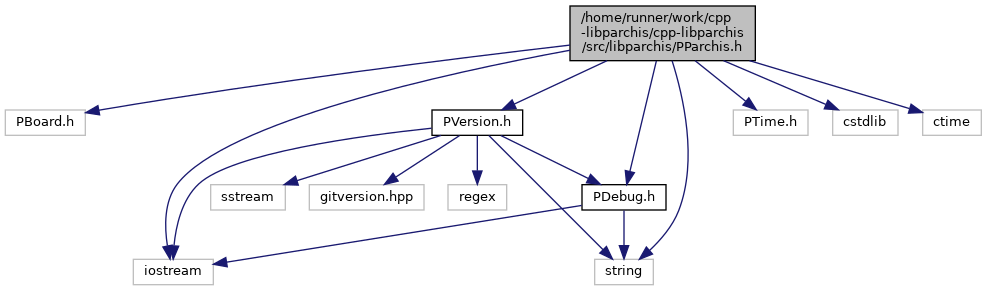 /home/runner/work/cpp
-libparchis/cpp-libparchis
/src/libparchis/PParchis.h
PBoard.h
PVersion.h
PTime.h
cstdlib
ctime
sstream
gitversion.hpp
regex
PDebug.h
iostream
string